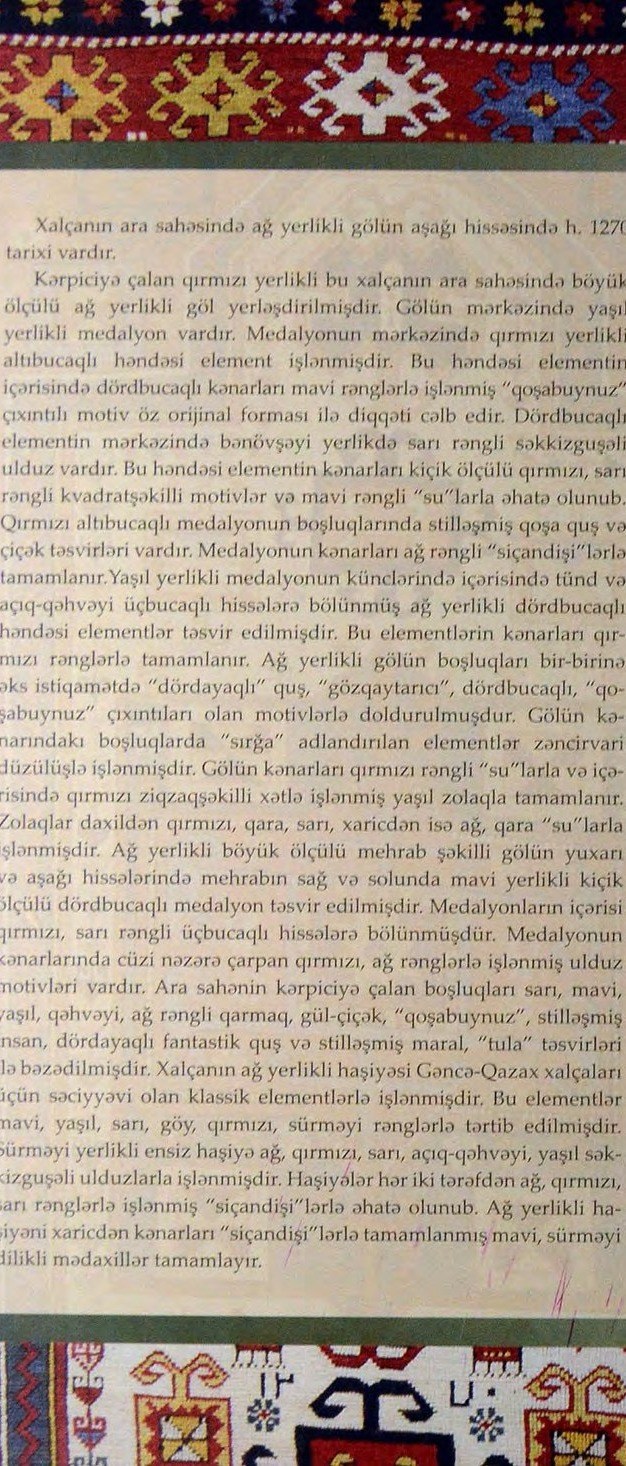 Xalçanın ara sahəsində ağ yerlikli gölün aşağı hissəsində h. 1270
tarixi vardır.
Kərpiciyə çalan qırmızı yerlikli bu xalçanın ara sahəsində böyük
ölçülü ağ yerlikli göl yerləşdirilmişdir. Gölün mərkəzində yaşıl
yerlikli medalyon vardır. Medalyonun mərkəzində qırmızı yerlikli
altıbucaqlı həndəsi element işlənmişdir. Bu həndəsi elementin
içərisində dördbucaqlı kənarları mavi rənglərlə işlənmiş "qoşabuynuz"
çıxıntılı motiv öz orijinal forması ilə diqqəti cəlb edir. Dördbucaqlı
elementin mərkəzində bənövşəyi yerlikdə sarı rəngli səkkizguşəli
ulduz vardır. Bu həndəsi elementin kənarları kiçik ölçülü qırmızı, sarı
rəngli kvadratşəkilli motivlər və mavi rəngli "su"larla əhatə olunub.
Qırmızı altıbucaqlı medalyonun boşluqlarında stilləşmiş qoşa quş və
çiçək təsvirləri vardır. Medalyonun kənarları ağ rəngli "siçandişi"lərlə
tamamlanır.Yaşıl yerlikli medalyonun künclərində içərisində tünd və
açıq-qəhvəyi üçbucaqlı hissələrə bölünmüş ağ yerlikli dördbucaqlı
həndəsi elementlər təsvir edilmişdir. Bu elementlərin kənarları qır-
mızı rənglərlə tamamlanır. Ağ yerlikli gölün boşluqları bir-birinə
əks istiqamətdə "dördayaqlı" quş, "gözqaytarıcı", dördbucaqlı, "qo-
şabuynuz" çıxıntıları olan motivlərlə doldurulmuşdur. Gölün kə-
narındakı boşluqlarda "sırğa" adlandırılan elementlər zəncirvari
düzülüşlə işlənmişdir. Gölün kənarları qırmızı rəngli "su"larla və içə-
risində qırmızı ziqzaqşəkilli xətlə işlənmiş yaşıl zolaqla tamamlanır.
Zolaqlar daxildən qırmızı, qara, sarı, xaricdən isə ağ, qara "su"larla
işlənmişdir. Ağ yerlikli böyük ölçülü mehrab şəkilli gölün yuxarı
və aşağı hissələrində mehrabın sağ və solunda mavi yerlikli kiçik
ölçülü dördbucaqlı medalyon təsvir edilmişdir. Medalyonların içərisi
qırmızı, sarı rəngli üçbucaqlı hissələrə bölünmüşdür. Medalyonun
kənarlarında cüzi nəzərə çarpan qırmızı, ağ rənglərlə işlənmiş ulduz
motivləri vardır. Ara sahənin kərpiciyə çalan boşluqları sarı, mavi,
yaşıl, qəhvəyi, ağ rəngli qarmaq, gül-çiçək, "qoşabuynuz", stilləşmiş
insan, dördayaqlı fantastik quş və stilləşmiş maral, "tula" təsvirləri
ilə bəzədilmişdir. Xalçanın ağ yerlikli haşiyəsi Gəncə-Qazax xalçaları
üçün səciyyəvi olan klassik elementlərlə işlənmişdir. Bu elementlər
mavi, yaşıl, sarı, göy, qırmızı, sürməyi rənglərlə tərtib edilmişdir.
Sürməyi yerlikli ensiz haşiyə ağ, qırmızı, sarı, açıq-qəhvəyi, yaşıl sək-
kizguşəli ulduzlarla işlənmişdir. Haşiyələr hər iki tərəfdən ağ, qırmızı,
sarı rənglərlə işlənmiş "siçandişi"lərlə əhatə olunub. Ağ yerlikli ha-
şiyəni xaricdən kənarları "siçandişi"lərlə tamamlanmış mavi, sürməyi
dilikli mədaxillər tamamlayır.